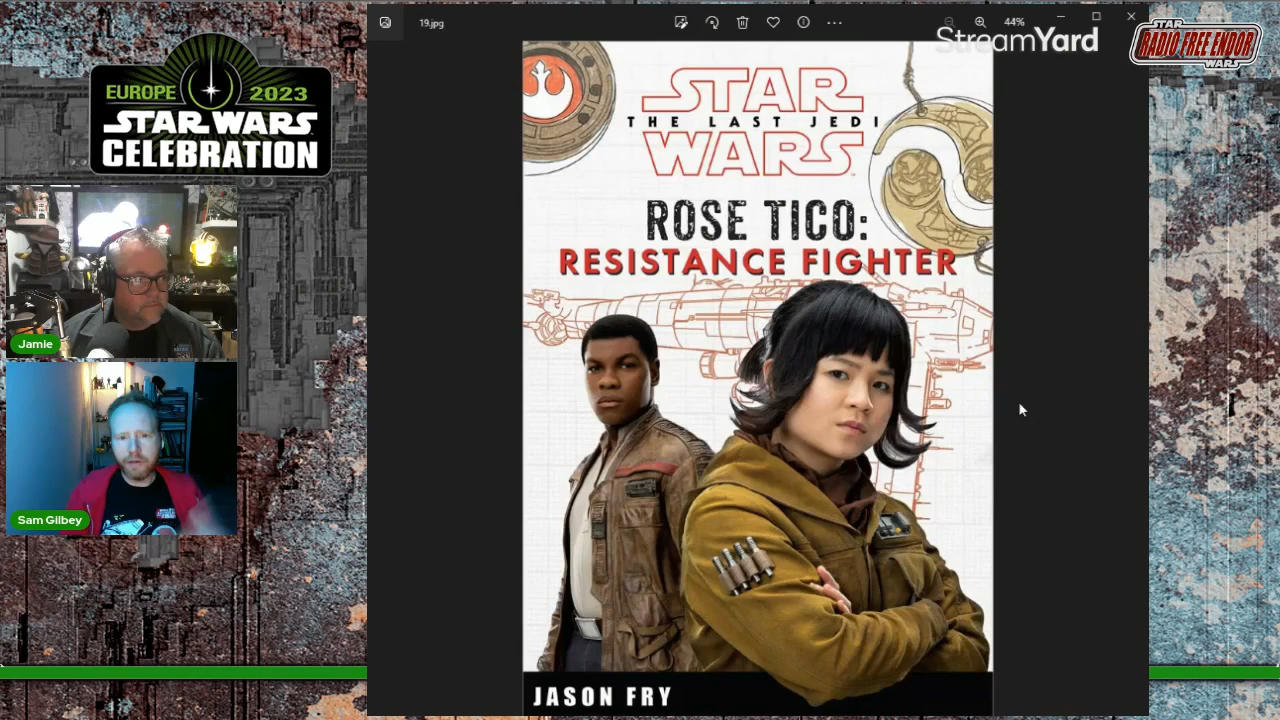 19.jpg
44%
StreamYard
STAR
RADIO FREE ENDOR
WARS
EUROPE 2023
STAR WARS
CELEBRATION
STAR
THE LAST JEDI
WARS
ROSE TICO:
RESISTANCE FIGHTER
Jamie
Sam Gilbey
JASON FRY